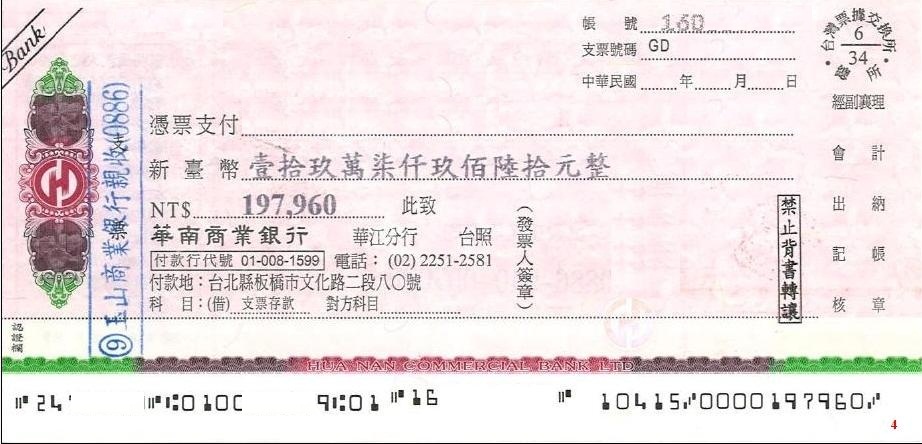 Bank
帳 號 160
支票號碼 GD
中華民國 年 月 日
台灣票據交換所
6
34
經副襄理
憑票支付
會 計
新臺幣 壹拾玖萬柒仟玖佰陸拾元整
NT$ 197,960 此致
出 納
華南商業銀行 華江分行 台照
付款行代號 01-008-1599 電話：(02) 2251-2581
記 帳
付款地：台北縣板橋市文化路二段八〇號
科 目：(借) 支票存款 對方科目
核 章
(發票人簽章)
禁止背書轉讓
(9)玉山商業銀行親收(0886)
認證欄
HUA NAN COMMERCIAL BANK LTD
⑈24⑈ ⑆010 91:01 ⑈16 ⑈ 10415⑈0000197960⑈
4